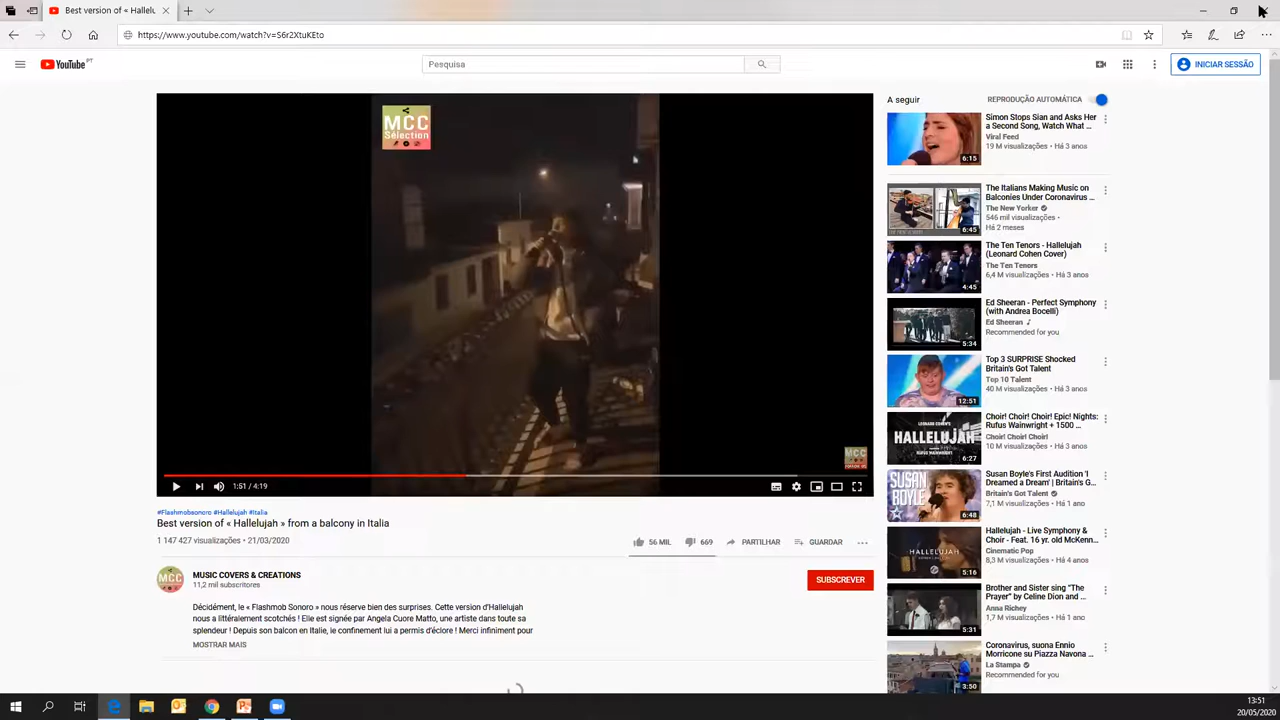 Best version of « Hallelu
https://www.youtube.com/watch?v=S6r2XtuKEto
YouTube PT
Pesquisa
INICIAR SESSÃO
MCC
Sélection
1:51 / 4:19
#Flashmobsonoro #Hallelujah #Italia
Best version of « Hallelujah » from a balcony in Italia
1 147 427 visualizações • 21/03/2020
56 MIL
669
PARTILHAR
GUARDAR
MCC
MUSIC COVERS & CREATIONS
11,2 mil subscritores
SUBSCREVER
Décidément, le « Flashmob Sonoro » nous réserve bien des surprises. Cette version d'Hallelujah
nous a littéralement scotchés ! Elle est signée par Angela Cuore Matto, une artiste dans toute sa
splendeur ! Depuis son balcon en Italie, le confinement lui a permis d'éclore ! Merci infiniment pour
MOSTRAR MAIS
A seguir
REPRODUÇÃO AUTOMÁTICA
Simon Stops Sian and Asks Her
a Second Song, Watch What ...
Viral Feed
19 M visualizações • Há 3 anos
6:15
The Italians Making Music on
Balconies Under Coronavirus ...
The New Yorker
546 mil visualizações •
Há 2 meses
6:45
The Ten Tenors - Hallelujah
(Leonard Cohen Cover)
The Ten Tenors
6,4 M visualizações • Há 3 anos
4:45
Ed Sheeran - Perfect Symphony
(with Andrea Bocelli)
Ed Sheeran
Recommended for you
5:34
Top 3 SURPRISE Shocked
Britain's Got Talent
Top 10 Talent
40 M visualizações • Há 3 anos
12:51
Choir! Choir! Choir! Epic! Nights:
Rufus Wainwright + 1500 ...
Choir! Choir! Choir!
10 M visualizações • Há 3 anos
HALLELUJAH
6:27
Susan Boyle's First Audition 'I
Dreamed a Dream' | Britain's G...
Britain's Got Talent
7,1 M visualizações • Há 1 ano
SUSAN
BOYLE
6:48
Hallelujah - Live Symphony &
Choir - Feat. 16 yr. old McKenn...
Cinematic Pop
8,3 M visualizações • Há 4 anos
HALLELUJAH
5:16
Brother and Sister sing "The
Prayer" by Celine Dion and ...
Anna Richey
1,7 M visualizações • Há 1 ano
5:31
Coronavirus, suona Ennio
Morricone su Piazza Navona ...
La Stampa
Recommended for you
3:50
13:51
20/05/2020